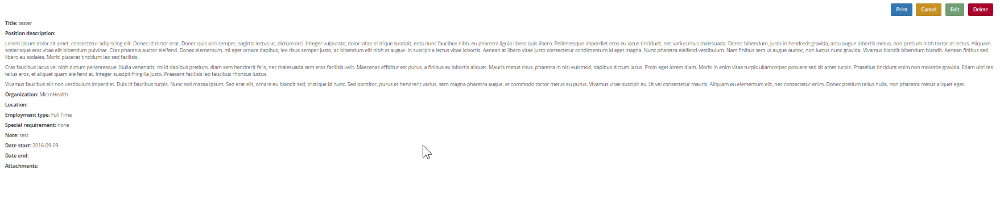 Print Cancel Edit Delete
Title: tester
Position description:
Lorem ipsum dolor sit amet, consectetur adipiscing elit. Donec id tortor erat. Donec quis orci semper, sagittis lectus ut, dictum orci. Integer vulputate, dolor vitae tristique suscipit, eros nunc faucibus nibh, eu pharetra ligula libero quis libero. Pellentesque imperdiet eros eu lacus tincidunt, nec varius risus malesuada. Donec bibendum, justo in hendrerit gravida, arcu augue lobortis metus, non pretium nibh tortor at lectus. Aliquam
scelerisque erat vitae elit bibendum pulvinar. Cras pharetra auctor eleifend. Donec elementum, mi eget ornare dapibus, leo risus semper justo, ac bibendum elit nibh at augue. In suscipit a lectus vitae lobortis. Aenean at libero vitae justo consectetur condimentum id eget magna. Nunc pharetra eleifend vestibulum. Nam finibus sem ut augue auctor, non luctus nunc gravida. Vivamus blandit bibendum blandit. Aenean finibus sed
libero eu sodales. Morbi placerat tincidunt leo sed facilisis.
Cras faucibus lacus vel nibh dictum pellentesque. Nulla venenatis, mi id dapibus pretium, diam sem hendrerit felis, nec malesuada sem eros facilisis velit. Maecenas efficitur est purus, a finibus ex lobortis aliquet. Mauris metus risus, pharetra in nisi euismod, dapibus dictum lacus. Proin eget lorem diam. Morbi in enim vitae turpis ullamcorper posuere sed sit amet turpis. Phasellus tincidunt enim non molestie gravida. Etiam ultrices
tellus eros, et aliquet quam eleifend at. Integer suscipit fringilla justo. Praesent facilisis leo faucibus rhoncus luctus.
Vivamus faucibus elit non vestibulum imperdiet. Duis id faucibus turpis. Nunc sed massa ipsum. Sed erat elit, ornare eu blandit sed, tristique id nunc. Sed porttitor, purus et hendrerit varius, sem magna pharetra augue, et commodo tortor metus eu purus. Vivamus vitae suscipit ex. Ut vel consectetur mauris. Aliquam eu elementum elit, nec consectetur enim. Donec pretium tellus nulla, non pharetra metus aliquet eget.
Organization: MicroHealth
Location:
Employment type: Full Time
Special requirement: none
Note: test
Date start: 2016-09-09
Date end:
Attachments: